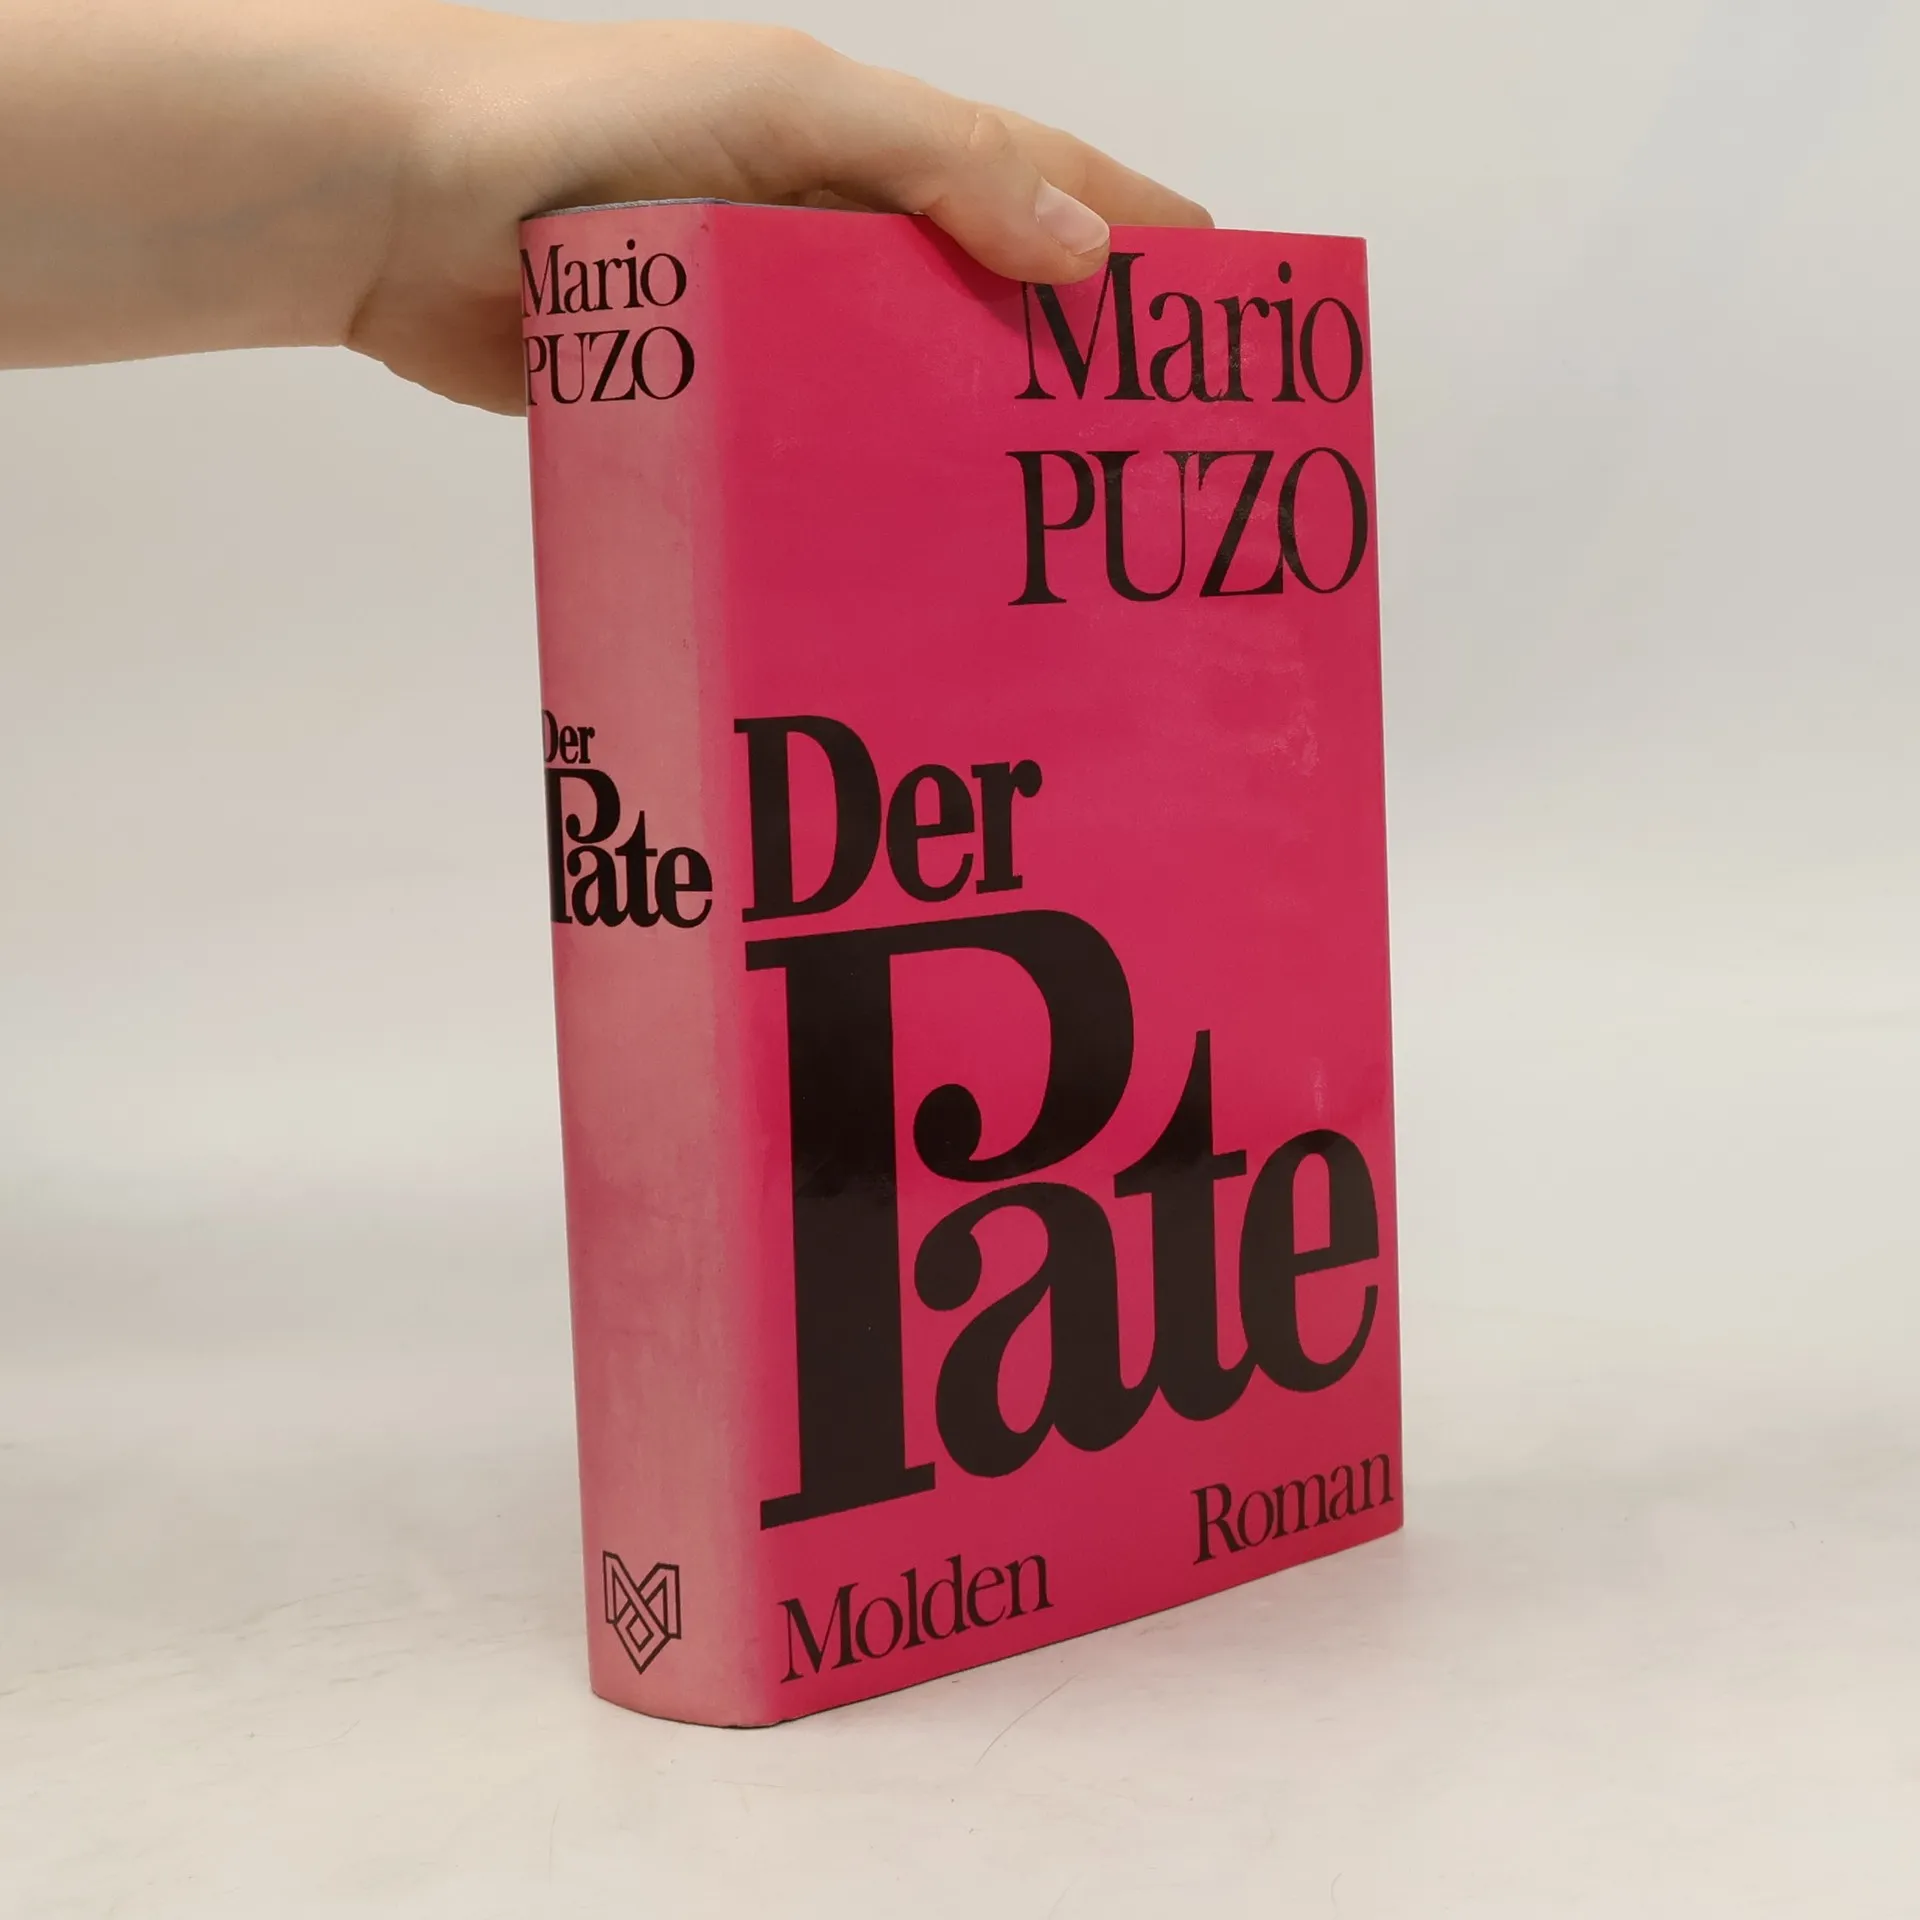 Mario
PUZO
Der
Pate
Mario
PUZO
Der
Pate
Roman
Molden